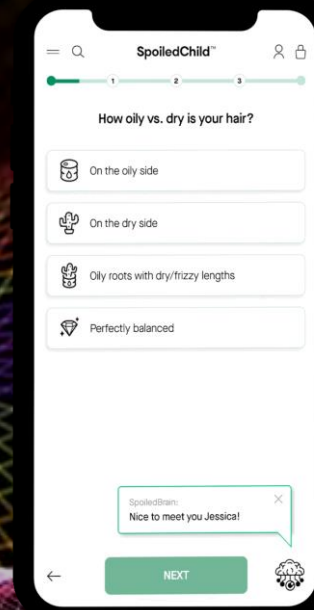 SpoiledChild™
1 2 3
How oily vs. dry is your hair?
On the oily side
On the dry side
Oily roots with dry/frizzy lengths
Perfectly balanced
SpoiledBrain:
Nice to meet you Jessica!
NEXT